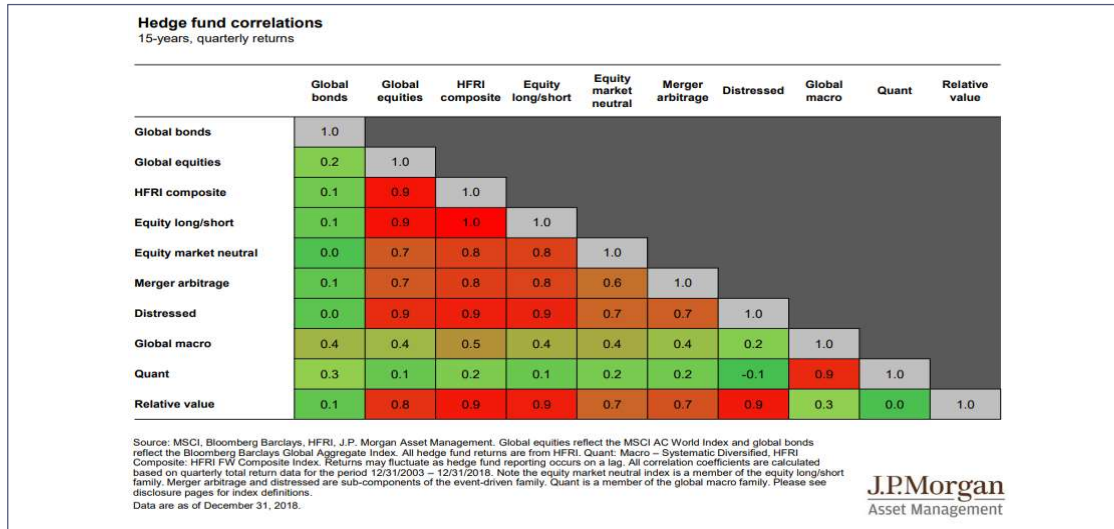 Hedge fund correlations
15-years, quarterly returns
Global bonds Global equities HFRI composite Equity long/short Equity market neutral Merger arbitrage Distressed Global macro Quant Relative value
Global bonds 1.0
Global equities 0.2 1.0
HFRI composite 0.1 0.9 1.0
Equity long/short 0.1 0.9 1.0 1.0
Equity market neutral 0.0 0.7 0.8 0.8 1.0
Merger arbitrage 0.1 0.7 0.8 0.8 0.6 1.0
Distressed 0.0 0.9 0.9 0.9 0.7 0.7 1.0
Global macro 0.4 0.4 0.5 0.4 0.4 0.4 0.2 1.0
Quant 0.3 0.1 0.2 0.1 0.2 0.2 -0.1 0.9 1.0
Relative value 0.1 0.8 0.9 0.9 0.7 0.7 0.9 0.3 0.0 1.0
Source: MSCI, Bloomberg Barclays, HFRI, J.P. Morgan Asset Management. Global equities reflect the MSCI AC World Index and global bonds
reflect the Bloomberg Barclays Global Aggregate Index. All hedge fund returns are from HFRI. Quant: Macro – Systematic Diversified, HFRI
Composite: HFRI FW Composite Index. Returns may fluctuate as hedge fund reporting occurs on a lag. All correlation coefficients are calculated
based on quarterly total return data for the period 12/31/2003 – 12/31/2018. Note the equity market neutral index is a member of the equity long/short
family. Merger arbitrage and distressed are sub-components of the event-driven family. Quant is a member of the global macro family. Please see
disclosure pages for index definitions.
Data are as of December 31, 2018.
J.P.Morgan
Asset Management